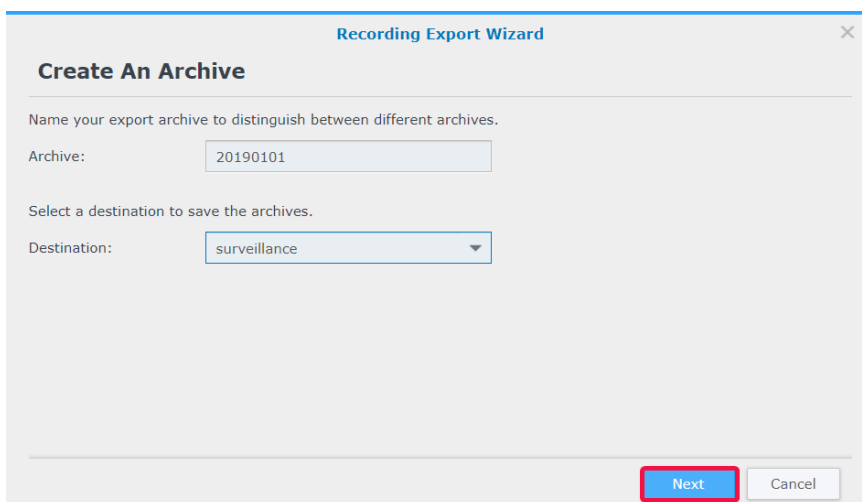 Recording Export Wizard
Create An Archive
Name your export archive to distinguish between different archives.
Archive:
20190101
Select a destination to save the archives.
Destination:
surveillance
Next
Cancel